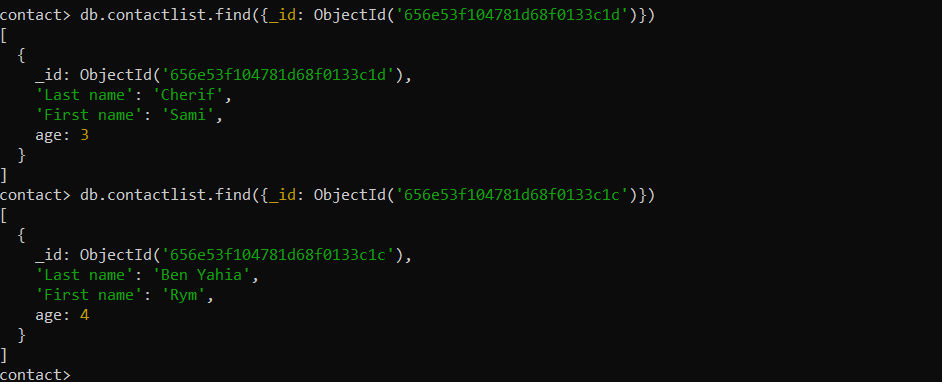 contact> db.contactlist.find({_id: ObjectId('656e53f104781d68f0133c1d')})
[
  {
    _id: ObjectId('656e53f104781d68f0133c1d'),
    'Last name': 'Cherif',
    'First name': 'Sami',
    age: 3
  }
]
contact> db.contactlist.find({_id: ObjectId('656e53f104781d68f0133c1c')})
[
  {
    _id: ObjectId('656e53f104781d68f0133c1c'),
    'Last name': 'Ben Yahia',
    'First name': 'Rym',
    age: 4
  }
]
contact>